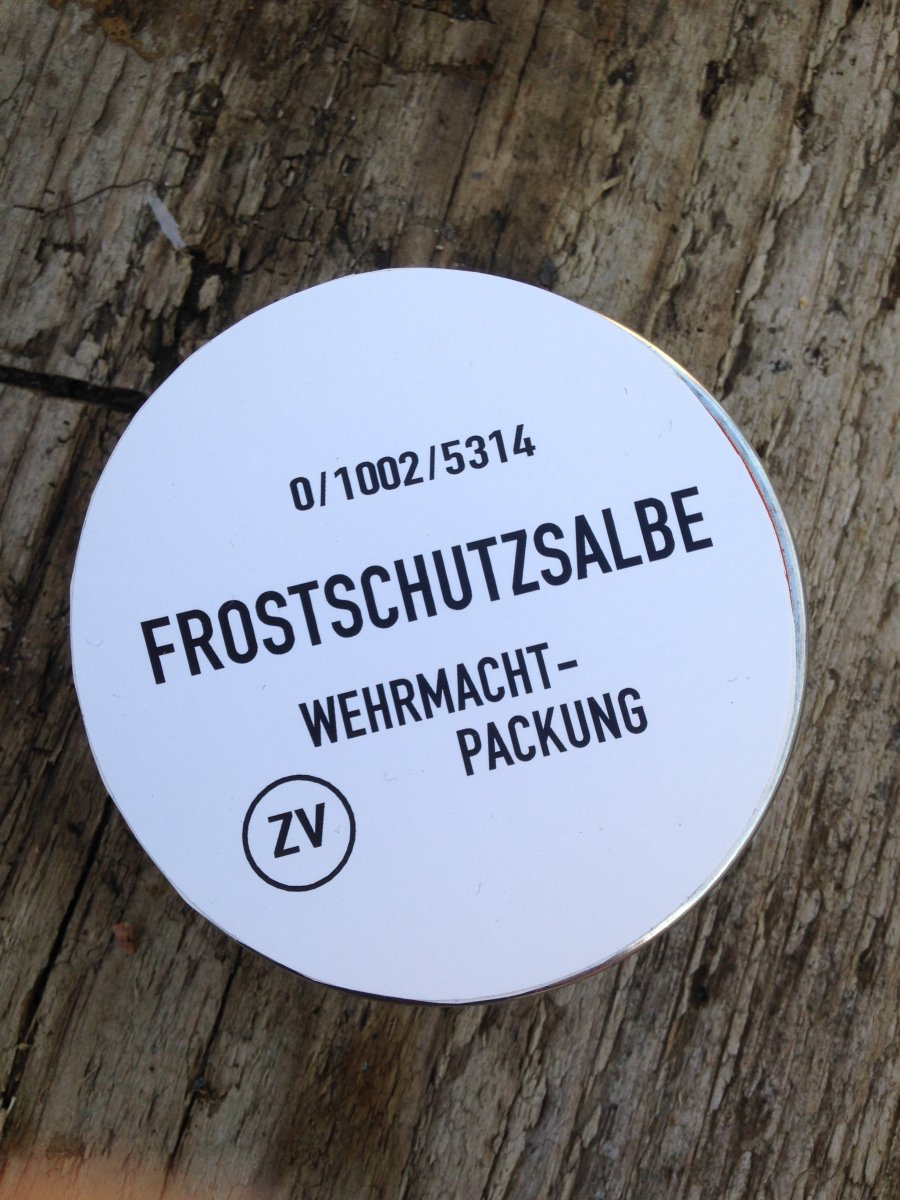 0/1002/5314
FROSTSCHUTZSALBE
WEHRMACHT-
PACKUNG
ZV